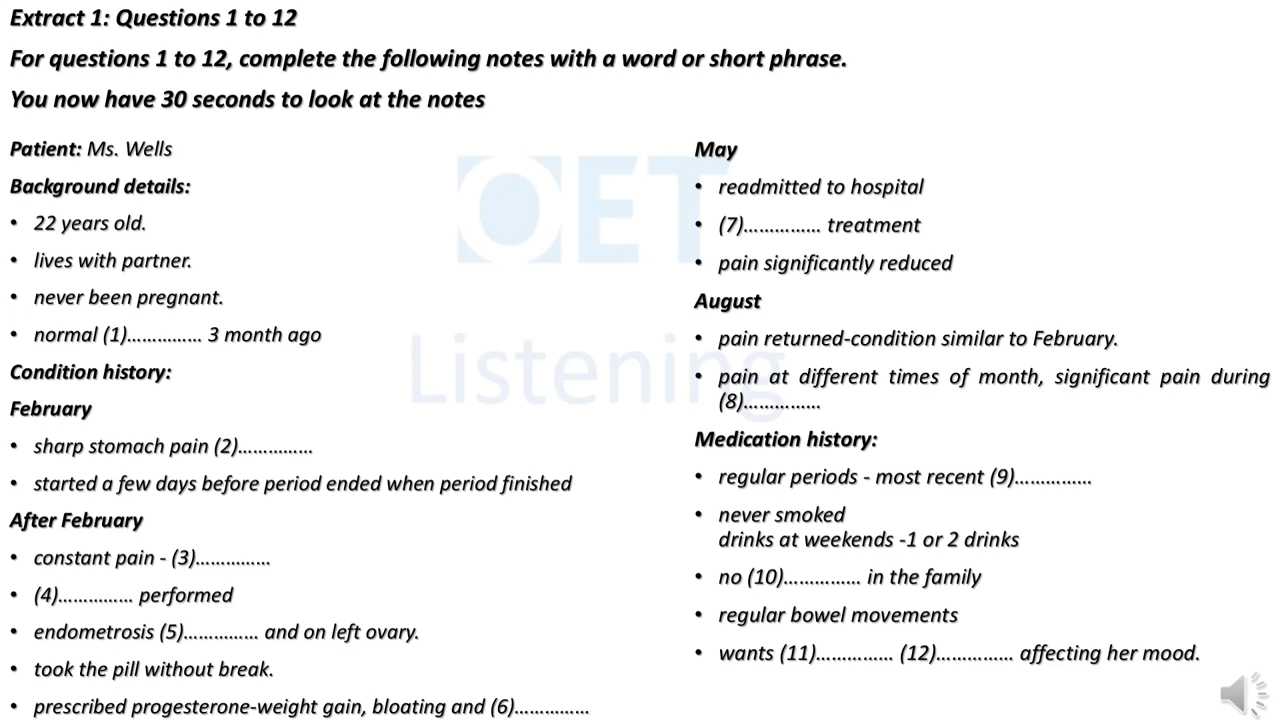 Extract 1: Questions 1 to 12
For questions 1 to 12, complete the following notes with a word or short phrase.
You now have 30 seconds to look at the notes
Patient: Ms. Wells
Background details:
• 22 years old.
• lives with partner.
• never been pregnant.
• normal (1)…………… 3 month ago
Condition history:
February
• sharp stomach pain (2)……………
• started a few days before period ended when period finished
After February
• constant pain - (3)……………
• (4)…………… performed
• endometrosis (5)…………… and on left ovary.
• took the pill without break.
• prescribed progesterone-weight gain, bloating and (6)……………
May
• readmitted to hospital
• (7)…………… treatment
• pain significantly reduced
August
• pain returned-condition similar to February.
• pain at different times of month, significant pain during
(8)……………
Medication history:
• regular periods - most recent (9)……………
• never smoked
drinks at weekends -1 or 2 drinks
• no (10)…………… in the family
• regular bowel movements
• wants (11)…………… (12)…………… affecting her mood.
OET
Listening